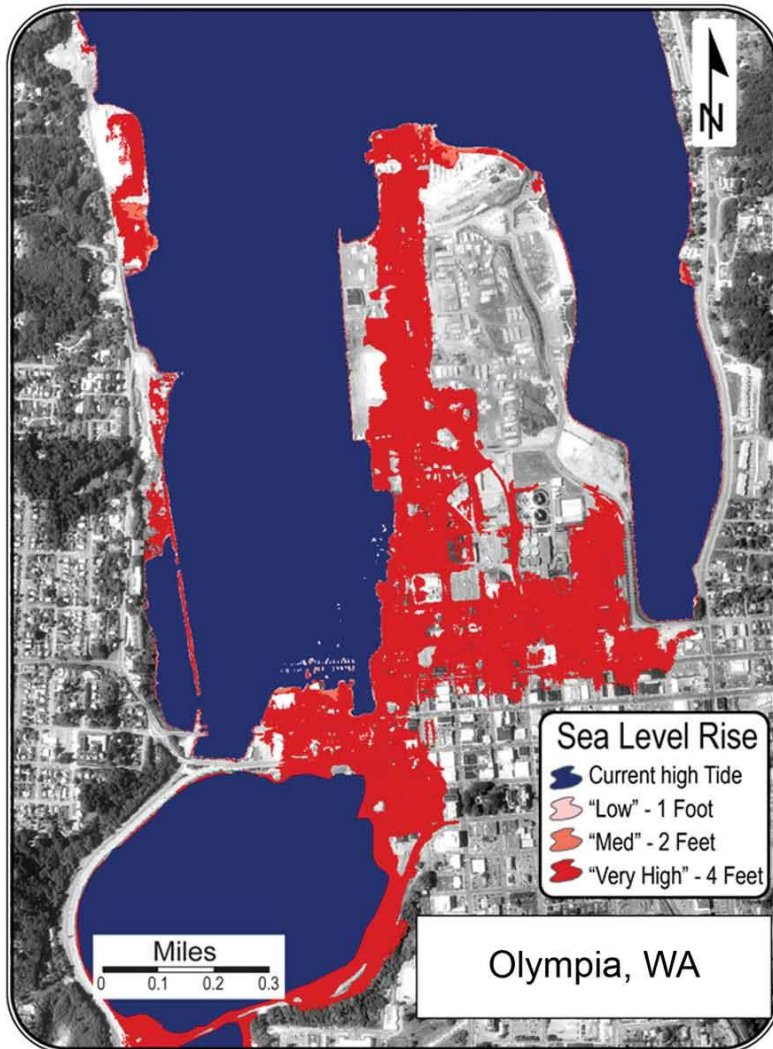 N
Sea Level Rise
Current high Tide
“Low” - 1 Foot
“Med” - 2 Feet
“Very High” - 4 Feet
Miles
0 0.1 0.2 0.3
Olympia, WA